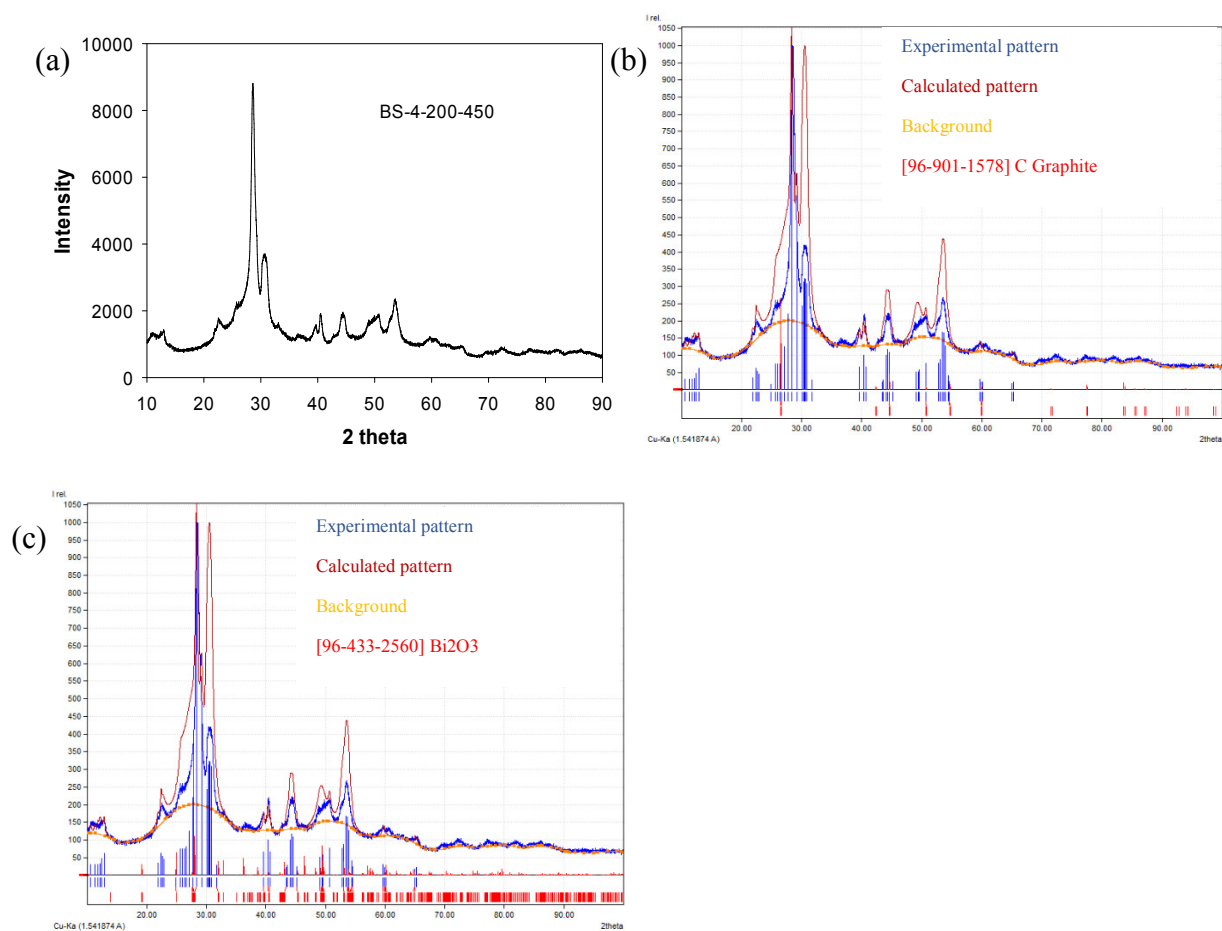 (a)
10000
8000
6000
4000
2000
0
Intensity
BS-4-200-450
10 20 30 40 50 60 70 80 90
2 theta
(b)
I rel.
1050
1000
950
900
850
800
750
700
650
600
550
500
450
400
350
300
250
200
150
100
50
Experimental pattern
Calculated pattern
Background
[96-901-1578] C Graphite
20.00 30.00 40.00 50.00 60.00 70.00 80.00 90.00
Cu-Ka (1.541874 A) 2theta
(c)
I rel.
1050
1000
950
900
850
800
750
700
650
600
550
500
450
400
350
300
250
200
150
100
50
Experimental pattern
Calculated pattern
Background
[96-433-2560] Bi2O3
20.00 30.00 40.00 50.00 60.00 70.00 80.00 90.00
Cu-Ka (1.541874 A) 2theta